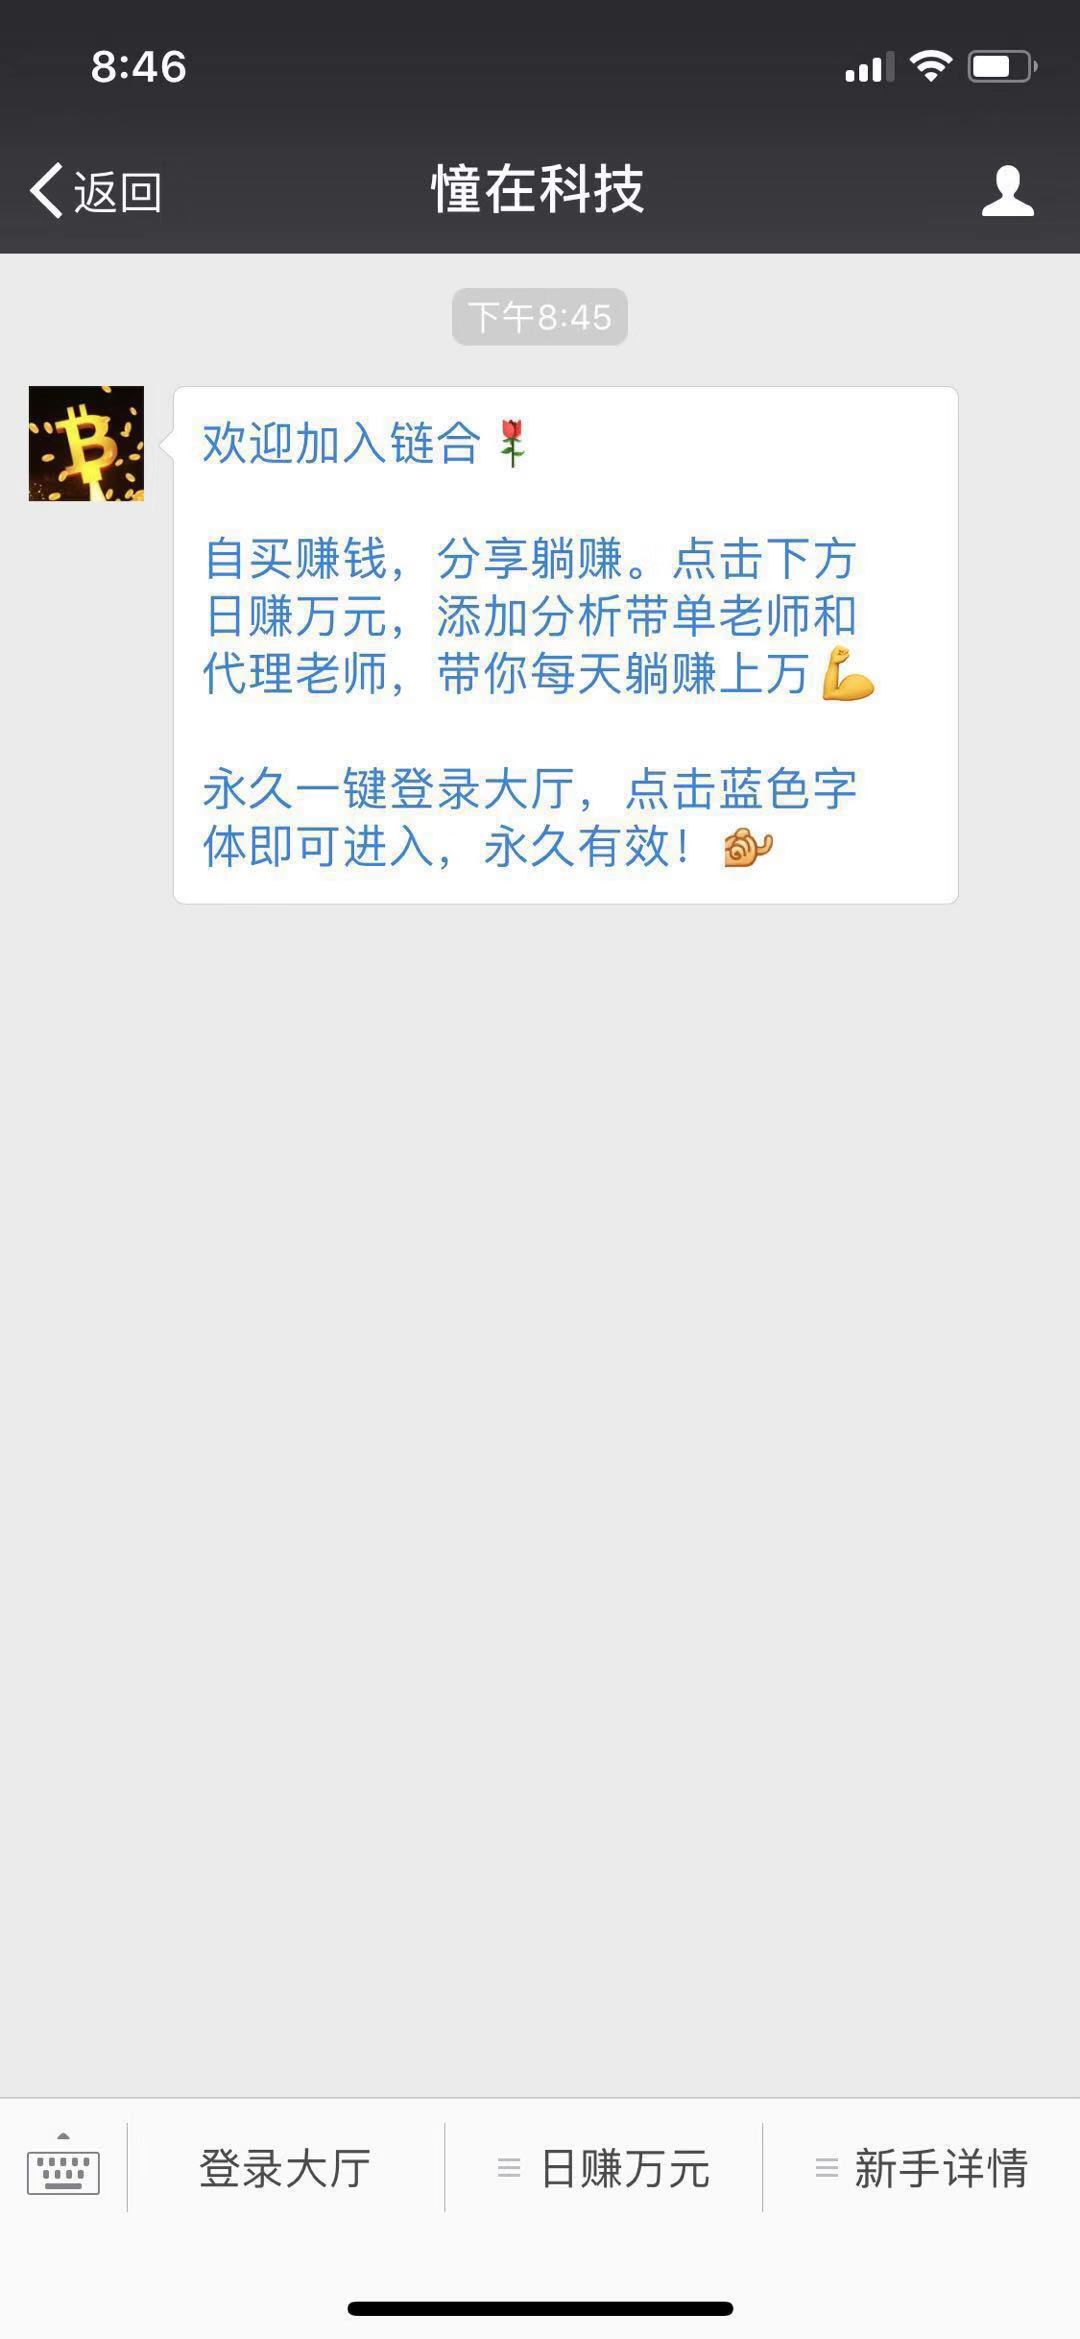 8:46
返回
憧在科技
下午8:45
欢迎加入链合🌹
自买赚钱，分享躺赚。点击下方
日赚万元，添加分析带单老师和
代理老师，带你每天躺赚上万💪
永久一键登录大厅，点击蓝色字
体即可进入，永久有效！
登录大厅
日赚万元
新手详情